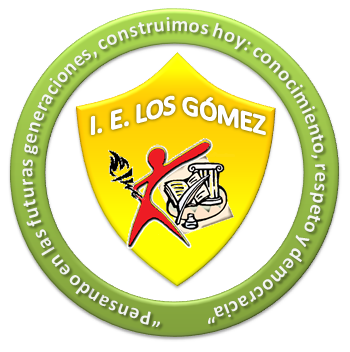 "Pensando en las futuras generaciones, construimos hoy: conocimiento, respeto y democracia"
I. E. LOS GÓMEZ